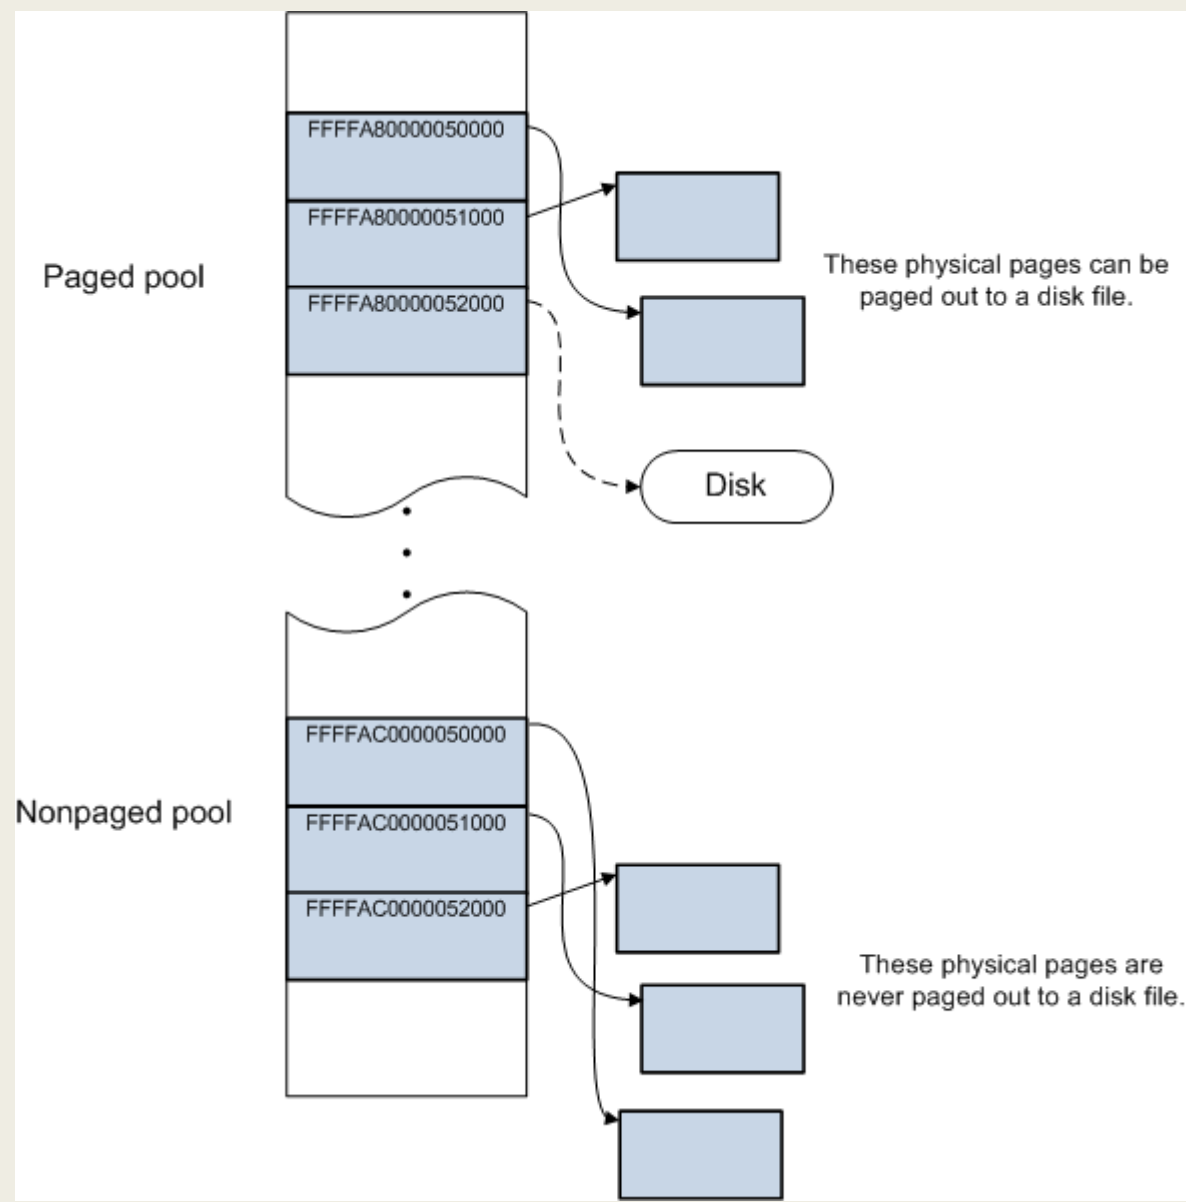 FFFFA80000050000
FFFFA80000051000
Paged pool
These physical pages can be
paged out to a disk file.
FFFFA80000052000
Disk
FFFFAC0000050000
Nonpaged pool
FFFFAC0000051000
FFFFAC0000052000
These physical pages are
never paged out to a disk file.